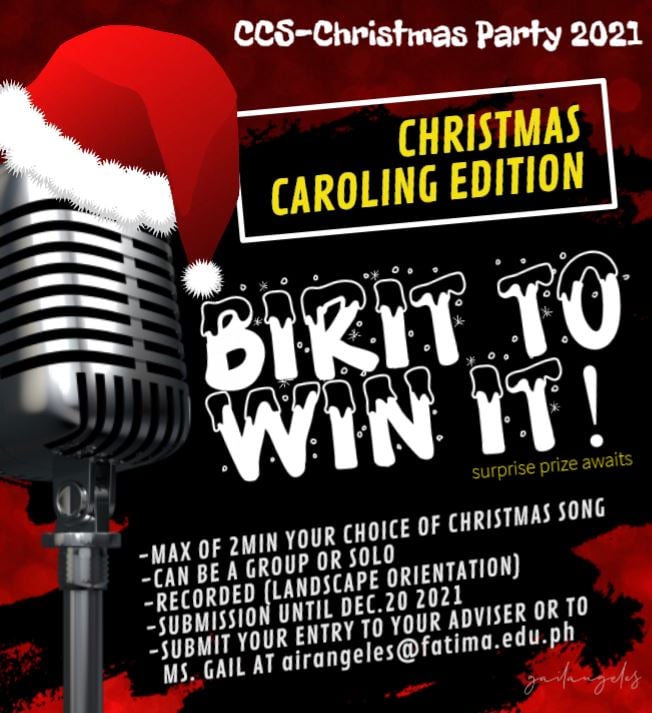 CCS-Christmas Party 2021
CHRISTMAS
CAROLING EDITION
BIRIT TO
WIN IT!
surprise prize awaits
-MAX OF 2MIN YOUR CHOICE OF CHRISTMAS SONG
-CAN BE A GROUP OR SOLO
-RECORDED (LANDSCAPE ORIENTATION)
-SUBMISSION UNTIL DEC.20 2021
-SUBMIT YOUR ENTRY TO YOUR ADVISER OR TO
MS. GAIL AT airangeles@fatima.edu.ph
gailangeles